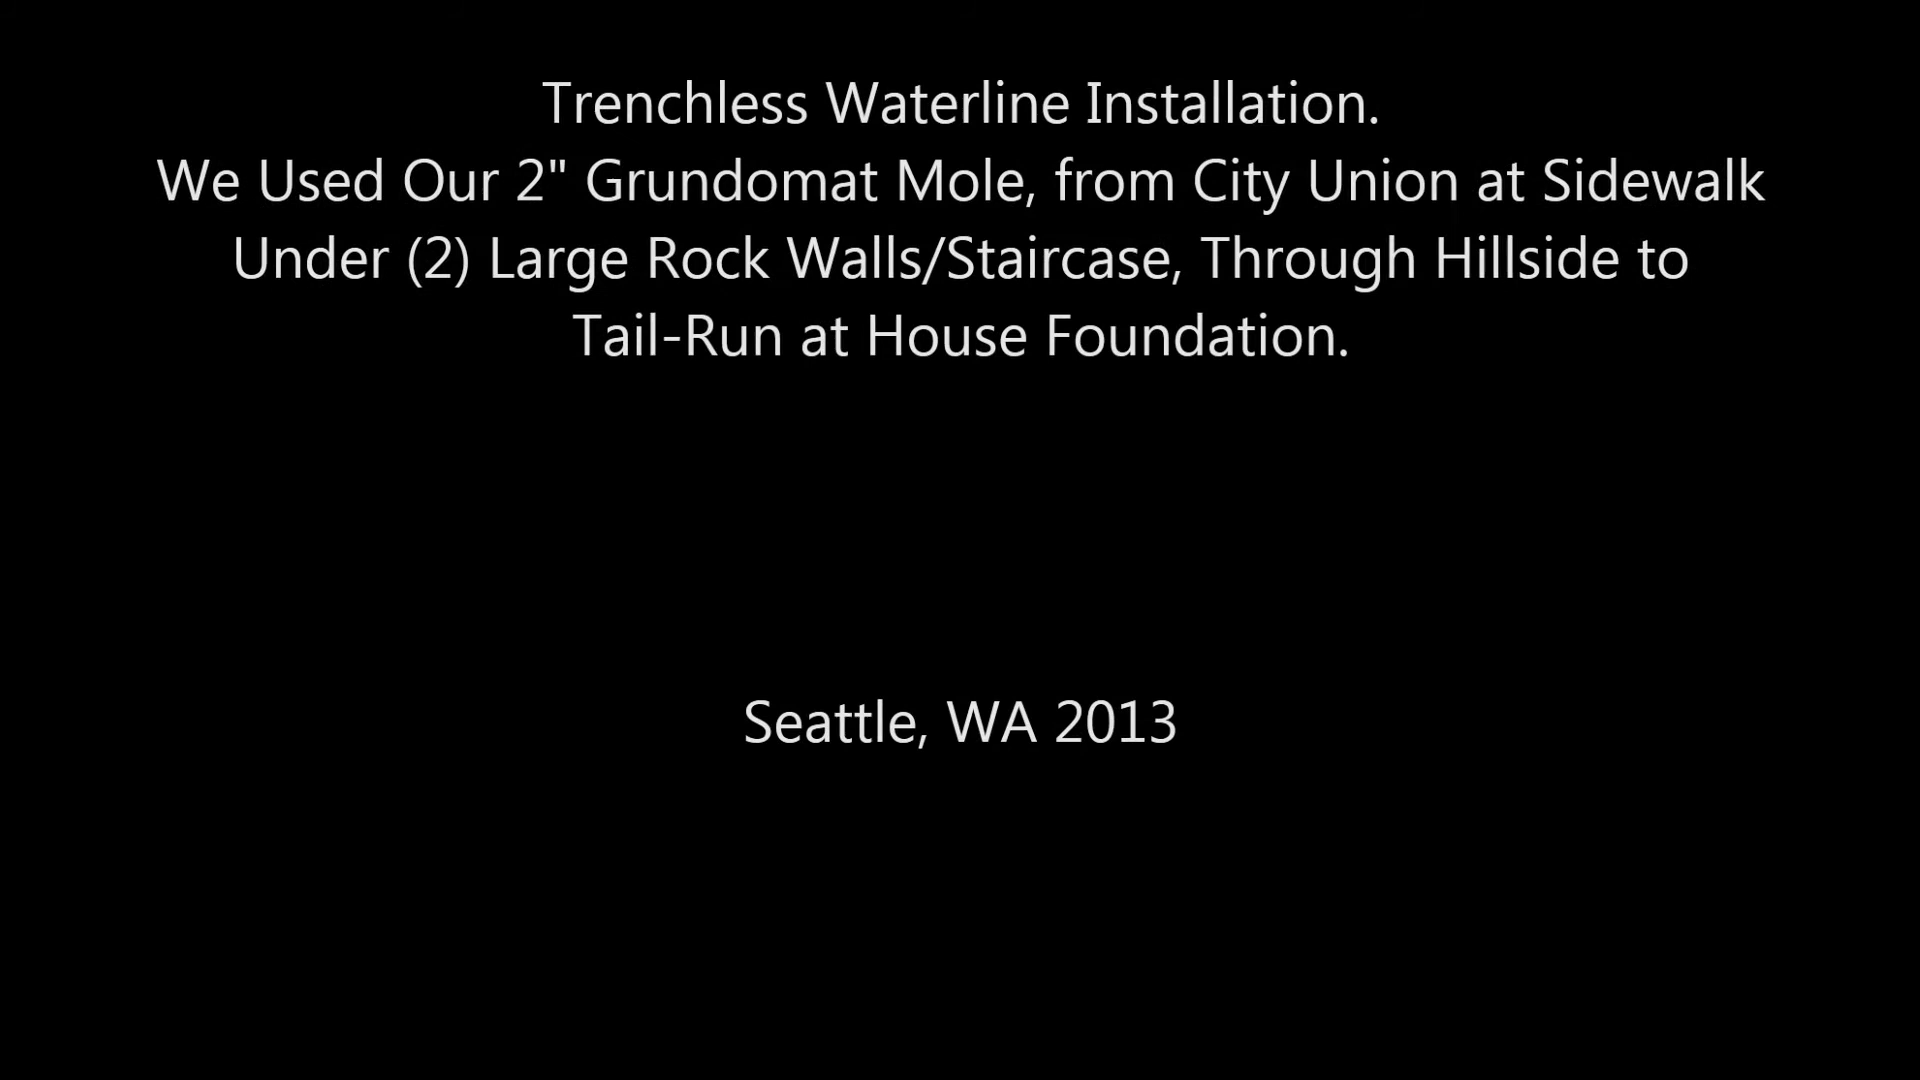 Trenchless Waterline Installation.
We Used Our 2" Grundomat Mole, from City Union at Sidewalk
Under (2) Large Rock Walls/Staircase, Through Hillside to
Tail-Run at House Foundation.
Seattle, WA 2013